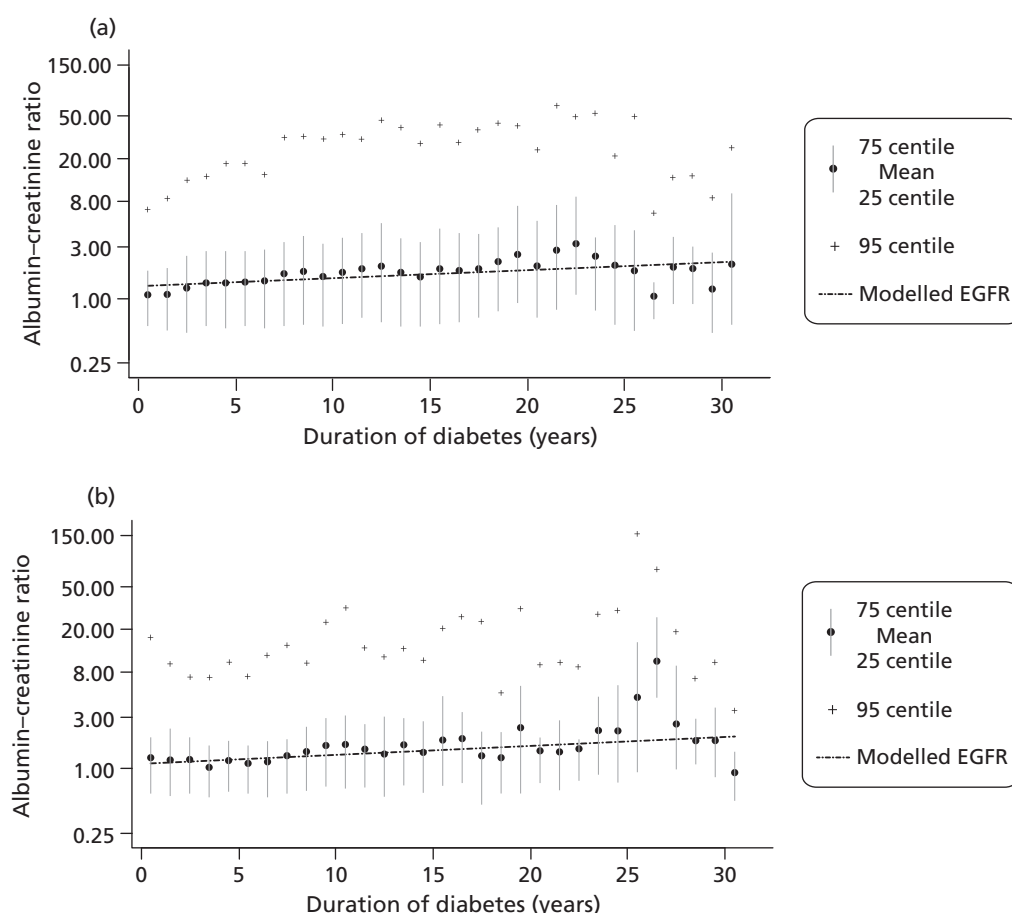 (a)
150.00
50.00
20.00
8.00
3.00
1.00
0.25
Albumin–creatinine ratio
0 5 10 15 20 25 30
Duration of diabetes (years)
75 centile
Mean
25 centile
95 centile
Modelled EGFR
(b)
150.00
50.00
20.00
8.00
3.00
1.00
0.25
Albumin–creatinine ratio
0 5 10 15 20 25 30
Duration of diabetes (years)
75 centile
Mean
25 centile
95 centile
Modelled EGFR